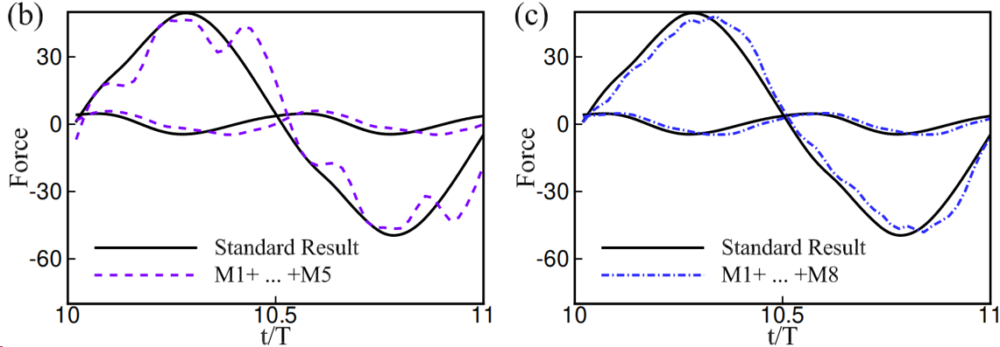 (b)
Force
30
0
-30
-60
Standard Result
M1+ ... +M5
10
10.5
11
t/T
(c)
Force
30
0
-30
-60
Standard Result
M1+ ... +M8
10
10.5
11
t/T